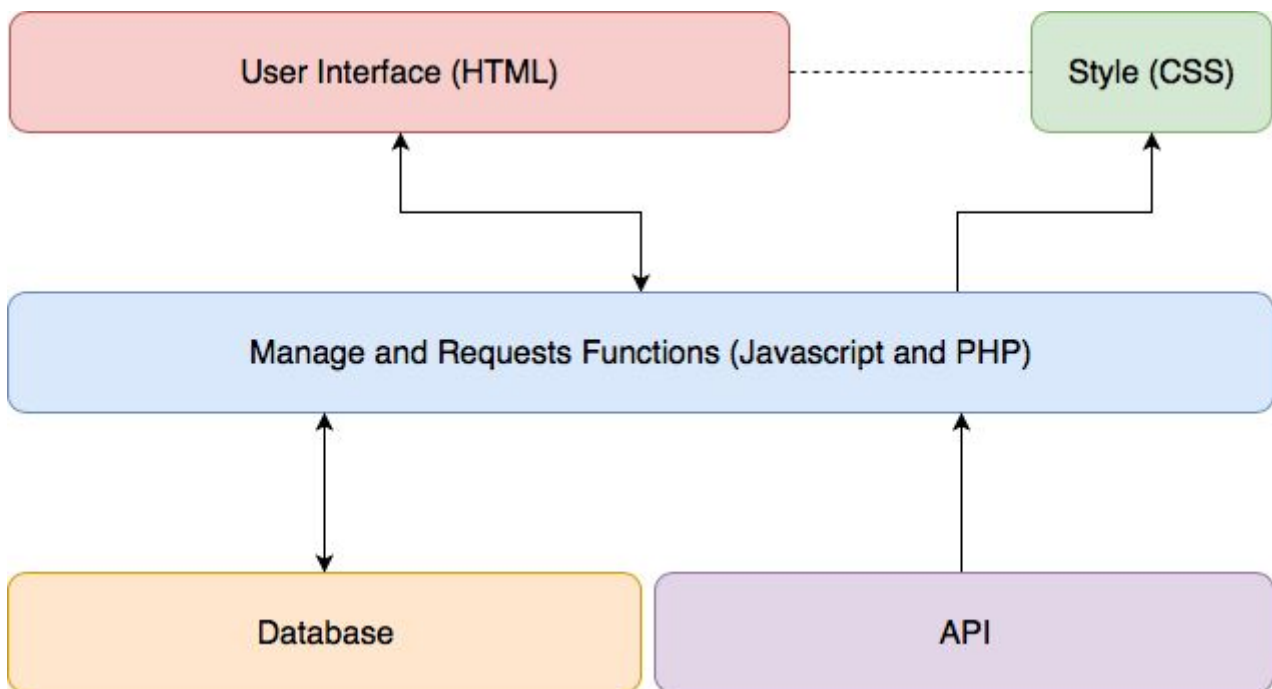 User Interface (HTML)
Style (CSS)
Manage and Requests Functions (Javascript and PHP)
Database
API